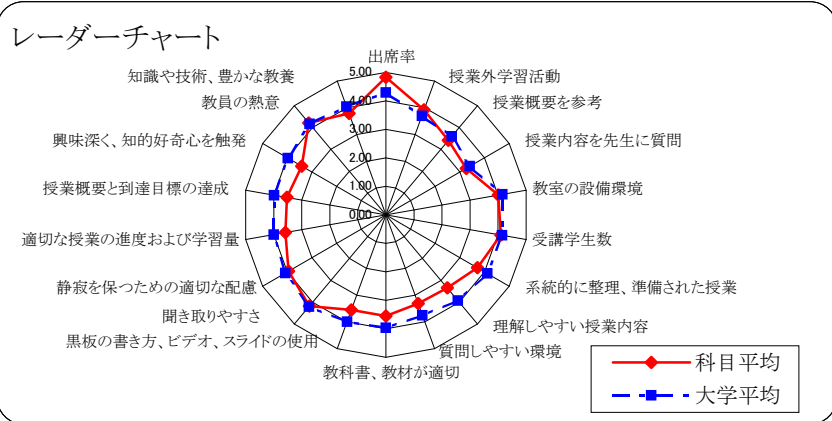 レーダーチャート
出席率
授業外学習活動
授業概要を参考
授業内容を先生に質問
教室の設備環境
受講学生数
系統的に整理、準備された授業
理解しやすい授業内容
質問しやすい環境
教科書、教材が適切
黒板の書き方、ビデオ、スライドの使用
聞き取りやすさ
静寂を保つための適切な配慮
適切な授業の進度および学習量
授業概要と到達目標の達成
興味深く、知的好奇心を触発
教員の熱意
知識や技術、豊かな教養
5.00
4.00
3.00
2.00
1.00
0.00
科目平均
大学平均